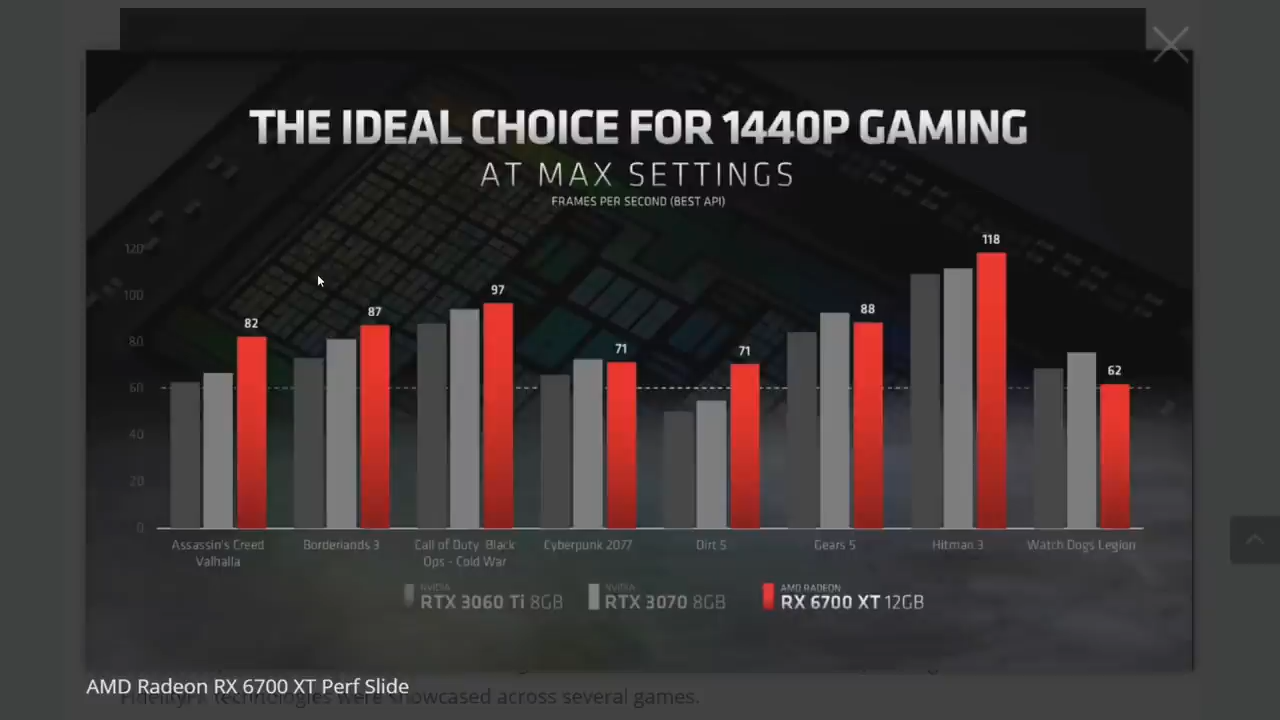 THE IDEAL CHOICE FOR 1440P GAMING
AT MAX SETTINGS
FRAMES PER SECOND (BEST API)
120
100
80
60
40
20
0
82
87
97
71
71
88
118
62
Assassin's Creed
Valhalla
Borderlands 3
Call of Duty Black
Ops - Cold War
Cyberpunk 2077
Dirt 5
Gears 5
Hitman 3
Watch Dogs Legion
NVIDIA
RTX 3060 Ti 8GB
NVIDIA
RTX 3070 8GB
AMD RADEON
RX 6700 XT 12GB
AMD Radeon RX 6700 XT Perf Slide
FidelityFX technologies were showcased across several games.